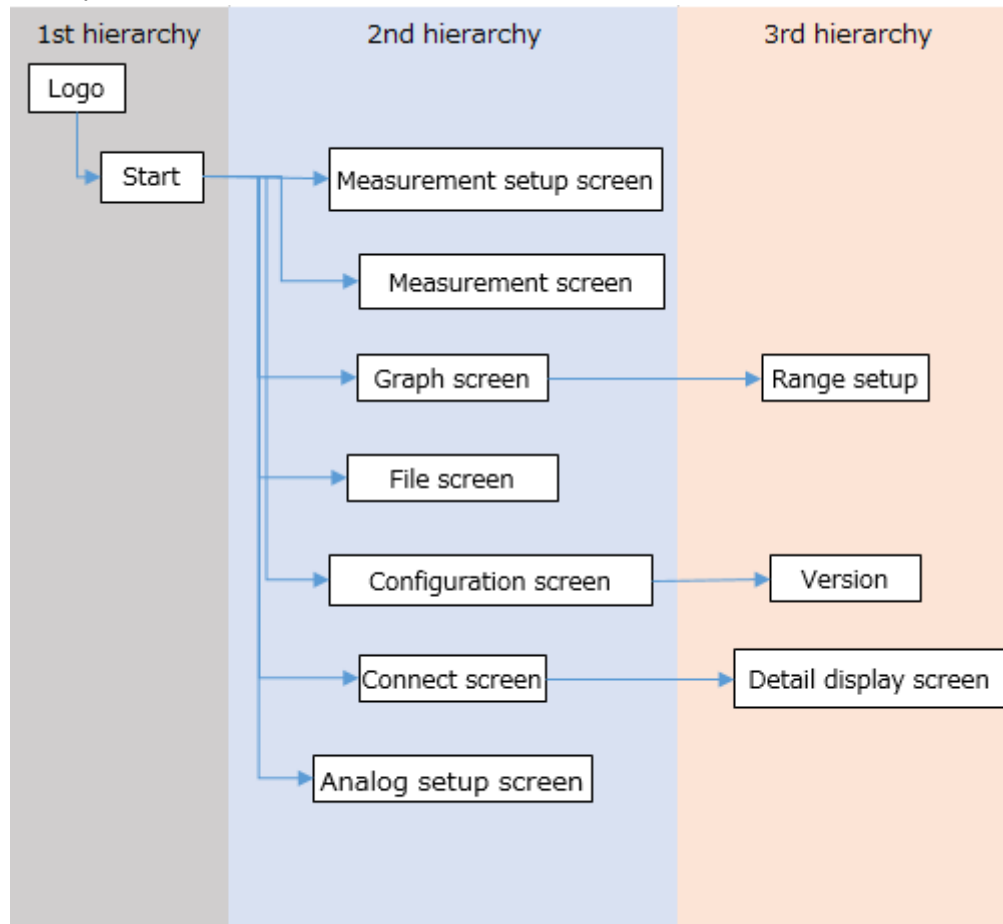 1st hierarchy
2nd hierarchy
3rd hierarchy
Logo
Start
Measurement setup screen
Measurement screen
Graph screen
Range setup
File screen
Configuration screen
Version
Connect screen
Detail display screen
Analog setup screen